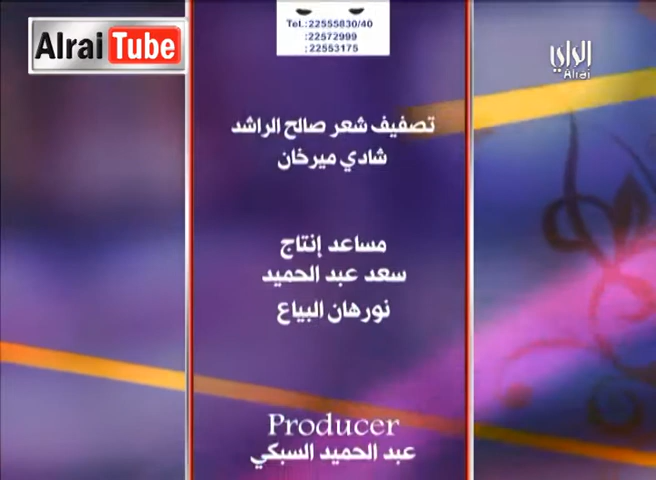 Alrai Tube
Tel.: 22555830/40
: 22572999
: 22553175
الراي
Alrai
تصفيف شعر صالح الراشد
شادي ميرخان
مساعد إنتاج
سعد عبد الحميد
نورهان البياع
Producer
عبد الحميد السبكي